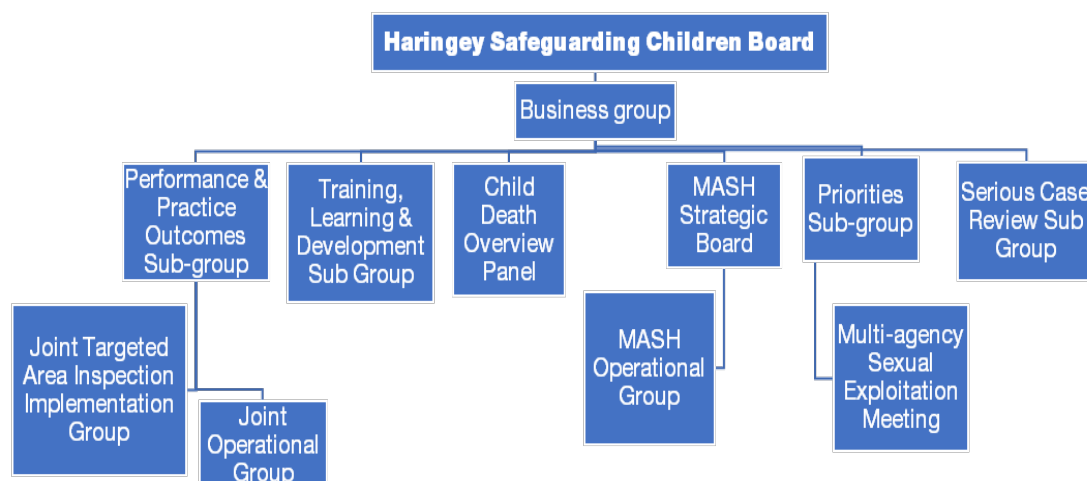 Haringey Safeguarding Children Board
Business group
Performance &
Practice
Outcomes
Sub-group
Training,
Learning &
Development
Sub Group
Child
Death
Overview
Panel
MASH
Strategic
Board
Priorities
Sub-group
Serious Case
Review Sub
Group
Joint Targeted
Area Inspection
Implementation
Group
Joint
Operational
Group
MASH
Operational
Group
Multi-agency
Sexual
Exploitation
Meeting